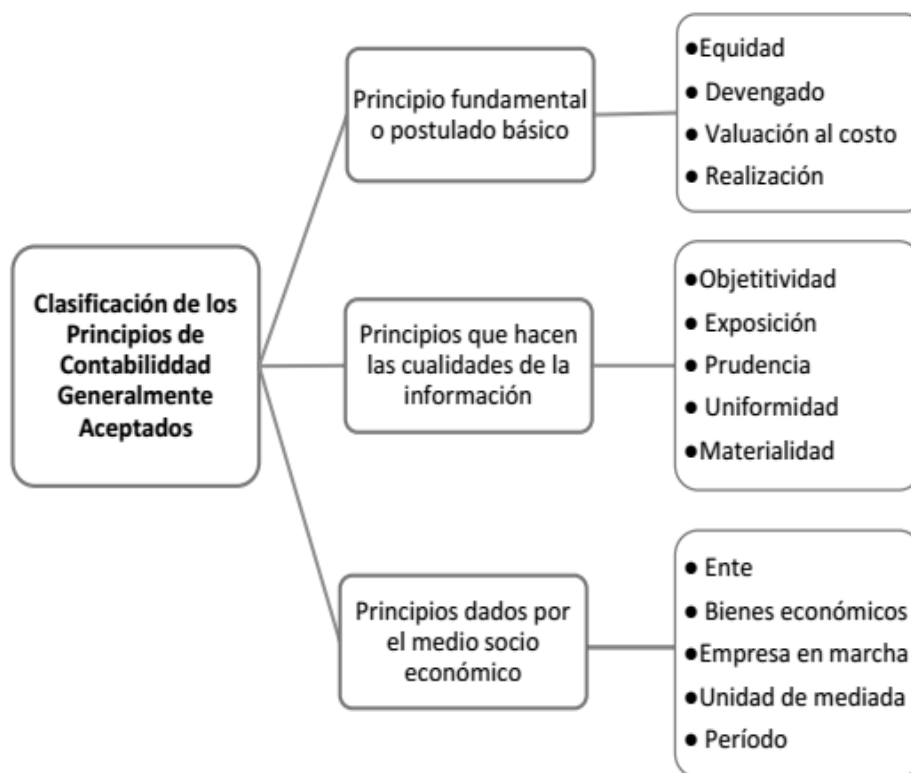 Clasificación de los
Principios de
Contabiliddad
Generalmente
Aceptados
Principio fundamental
o postulado básico
●Equidad
● Devengado
● Valuación al costo
● Realización
Principios que hacen
las cualidades de la
información
●Objetitividad
● Exposición
● Prudencia
● Uniformidad
●Materialidad
Principios dados por
el medio socio
económico
● Ente
● Bienes económicos
●Empresa en marcha
●Unidad de mediada
● Período